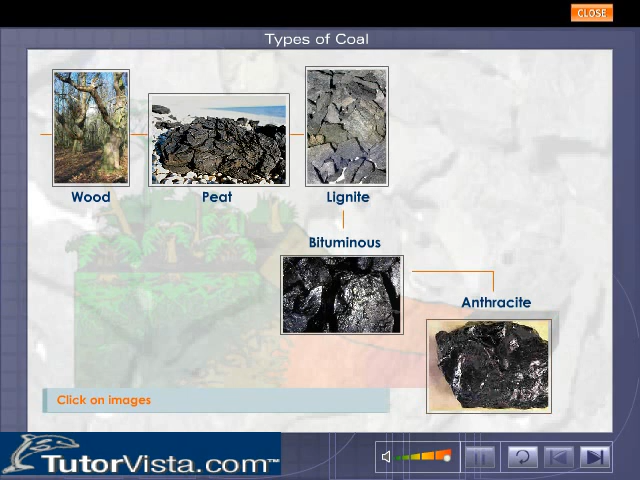 CLOSE
Types of Coal
Wood
Peat
Lignite
Bituminous
Anthracite
Click on images
TutorVista.com™